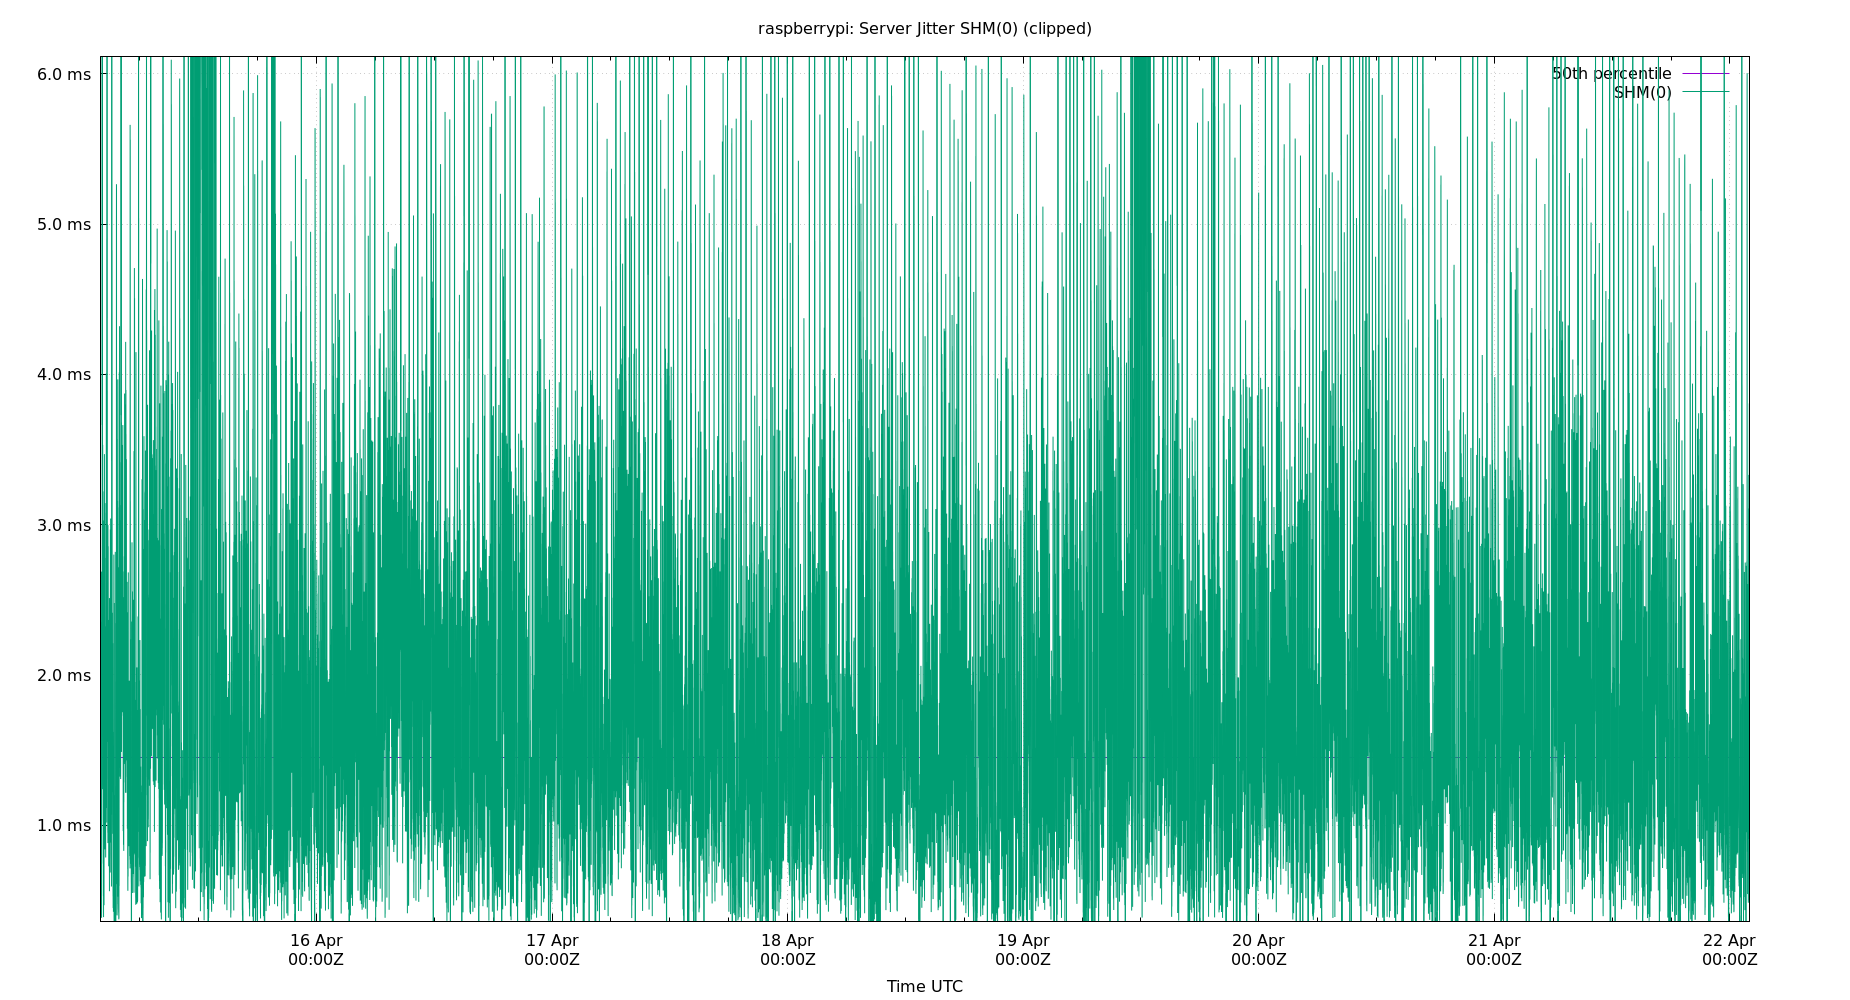 raspberrypi: Server Jitter SHM(0) (clipped)
6.0 ms
50th percentile
SHM(0)
5.0 ms
4.0 ms
3.0 ms
2.0 ms
1.0 ms
16 Apr 17 Apr 18 Apr 19 Apr 20 Apr 21 Apr 22 Apr
00:00Z 00:00Z 00:00Z 00:00Z 00:00Z 00:00Z 00:00Z
Time UTC